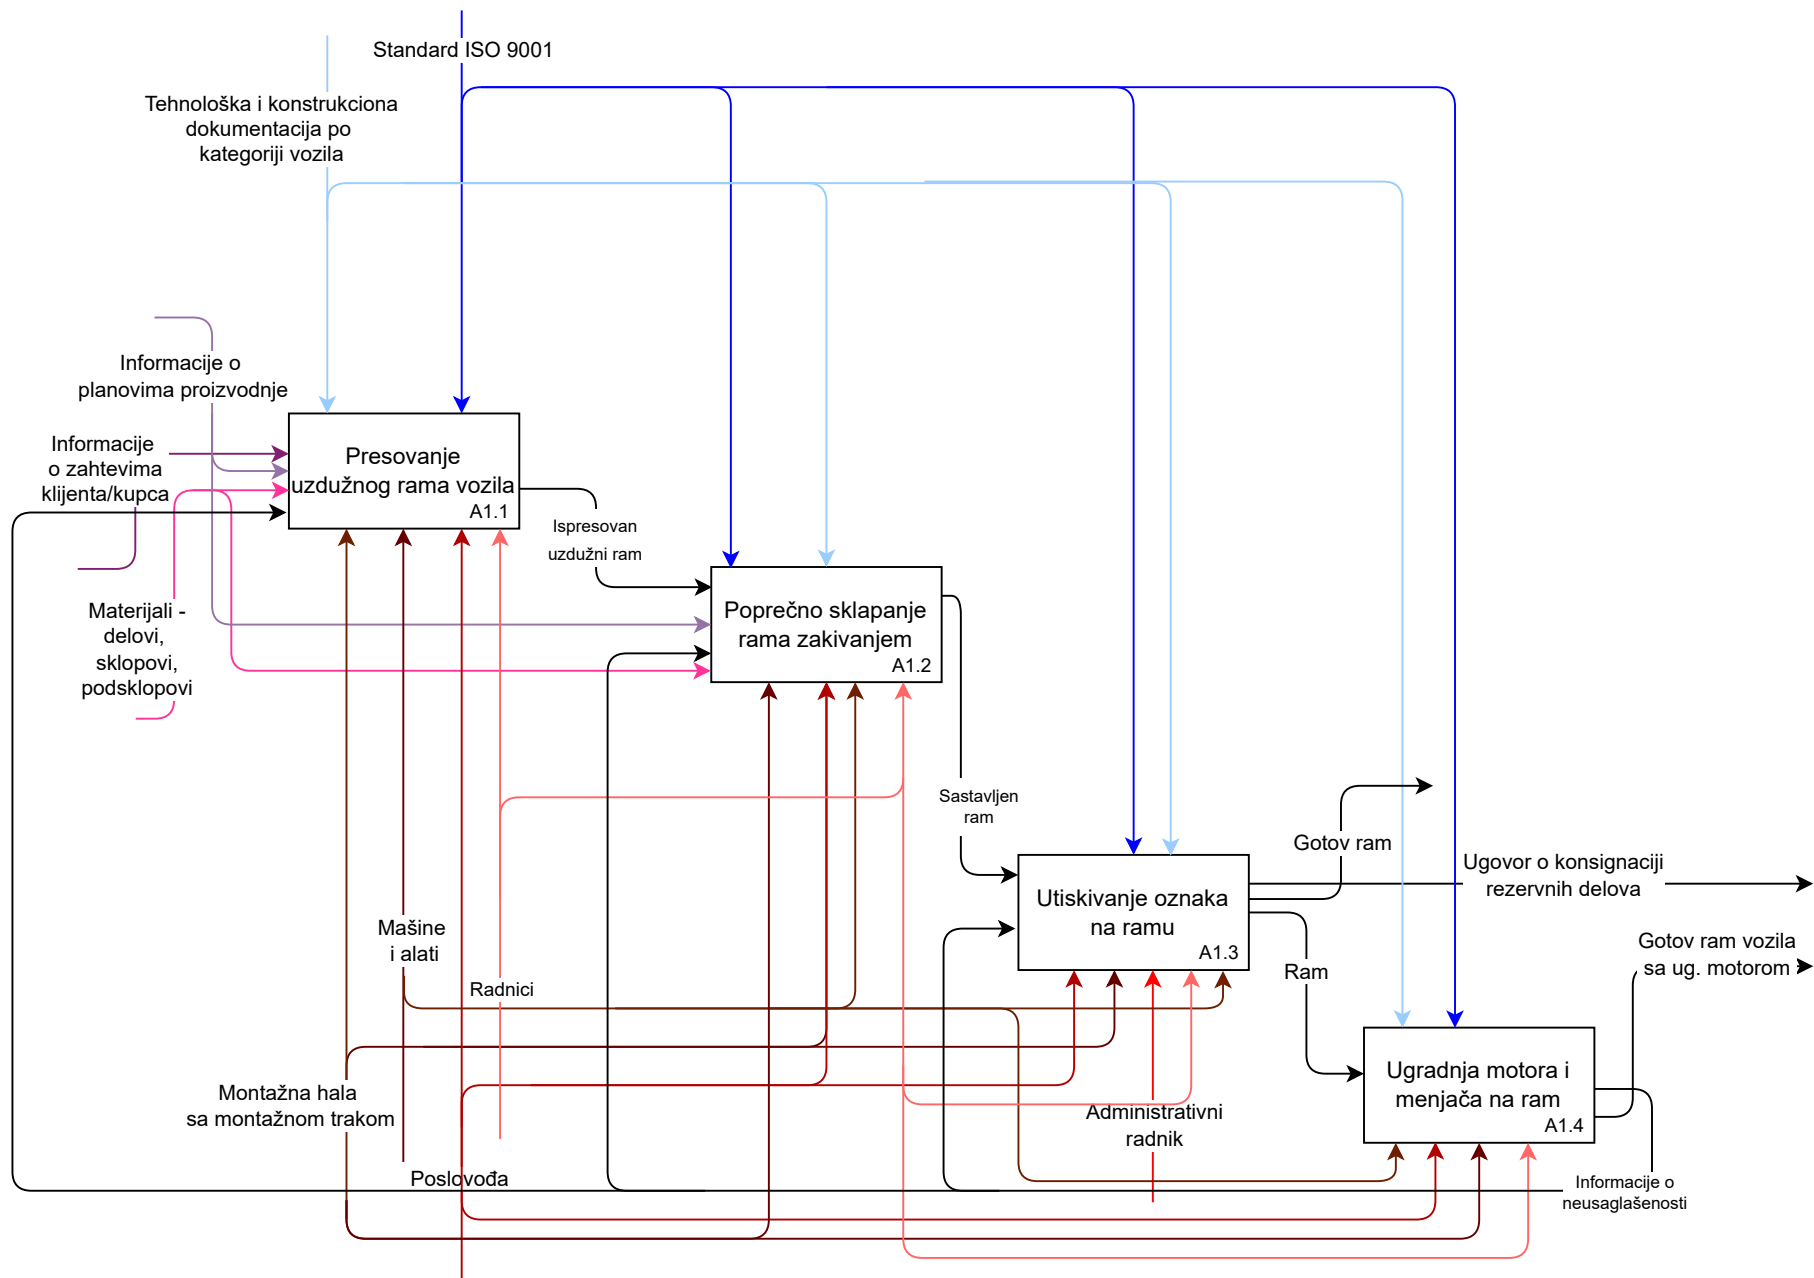 Standard ISO 9001
Tehnološka i konstrukciona
dokumentacija po
kategoriji vozila
Informacije o
planovima proizvodnje
Informacije
o zahtevima
klijenta/kupca
Presovanje
uzdužnog rama vozila
A1.1
Ispresovan
uzdužni ram
Materijali -
delovi,
sklopovi,
podsklopovi
Poprečno sklapanje
rama zakivanjem
A1.2
Sastavljen
ram
Gotov ram
Ugovor o konsignaciji
rezervnih delova
Utiskivanje oznaka
na ramu
A1.3
Mašine
i alati
Gotov ram vozila
sa ug. motorom
Ram
Radnici
Ugradnja motora i
menjača na ram
A1.4
Montažna hala
sa montažnom trakom
Administrativni
radnik
Poslovođa
Informacije o
neusaglašenosti